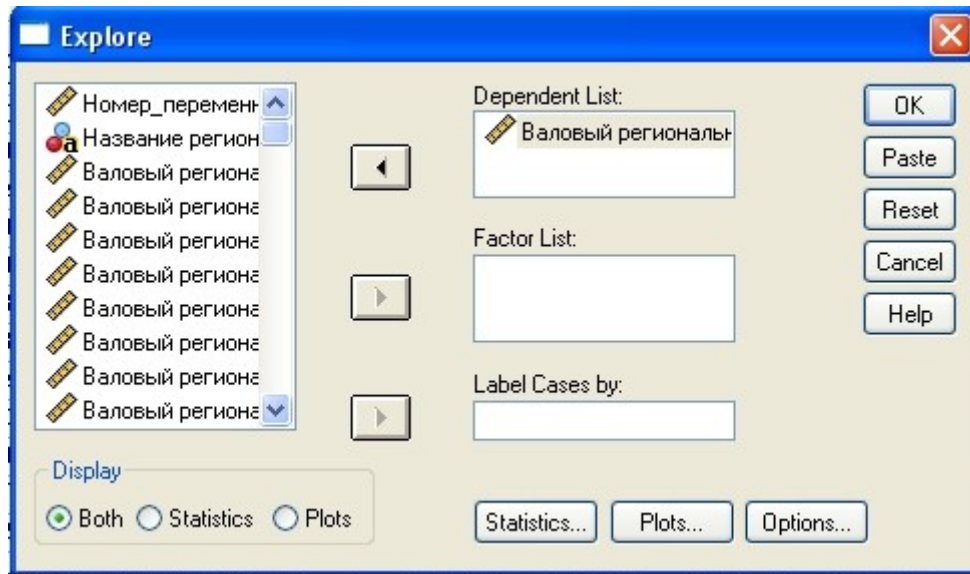 Explore
Номер_переменн
Название регион
Валовый региона
Валовый региона
Валовый региона
Валовый региона
Валовый региона
Валовый региона
Валовый региона
Валовый региона
Display
Both
Statistics
Plots
Dependent List:
Валовый региональн
Factor List:
Label Cases by:
Statistics...
Plots...
Options...
OK
Paste
Reset
Cancel
Help